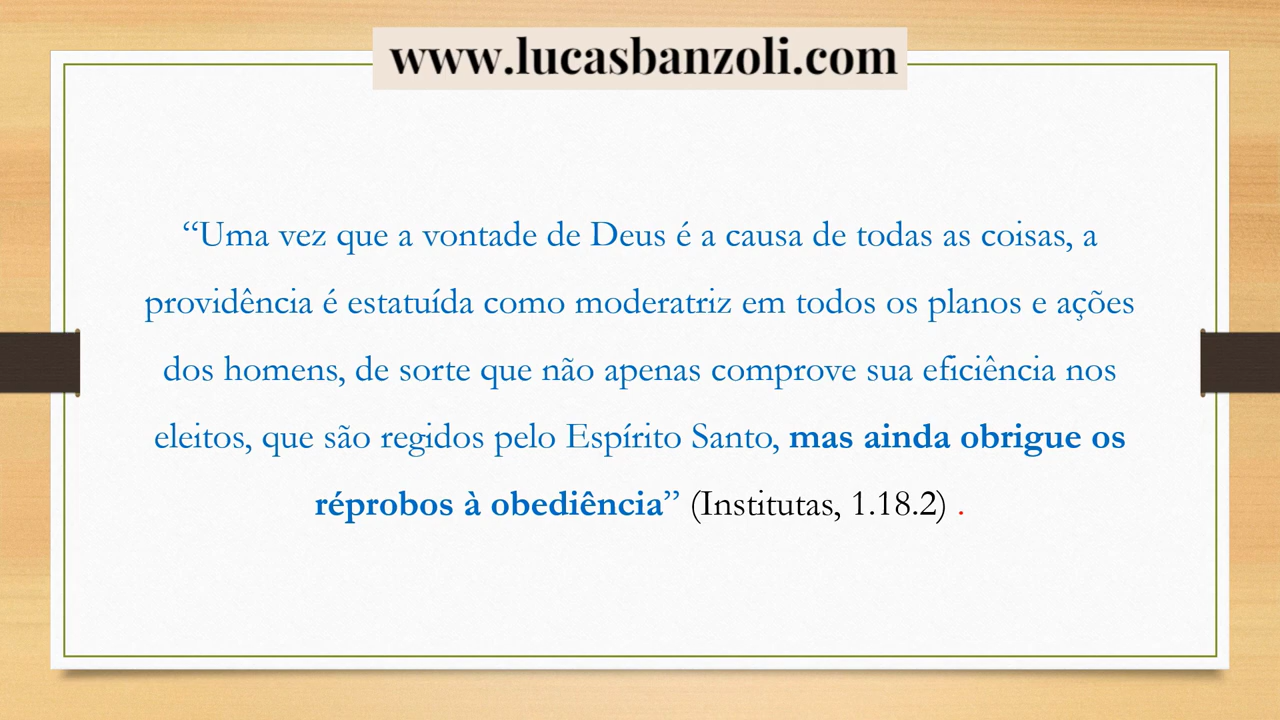 www.lucasbanzoli.com
“Uma vez que a vontade de Deus é a causa de todas as coisas, a
providência é estatuída como moderatriz em todos os planos e ações
dos homens, de sorte que não apenas comprove sua eficiência nos
eleitos, que são regidos pelo Espírito Santo, mas ainda obrigue os
réprobos à obediência” (Institutas, 1.18.2) .